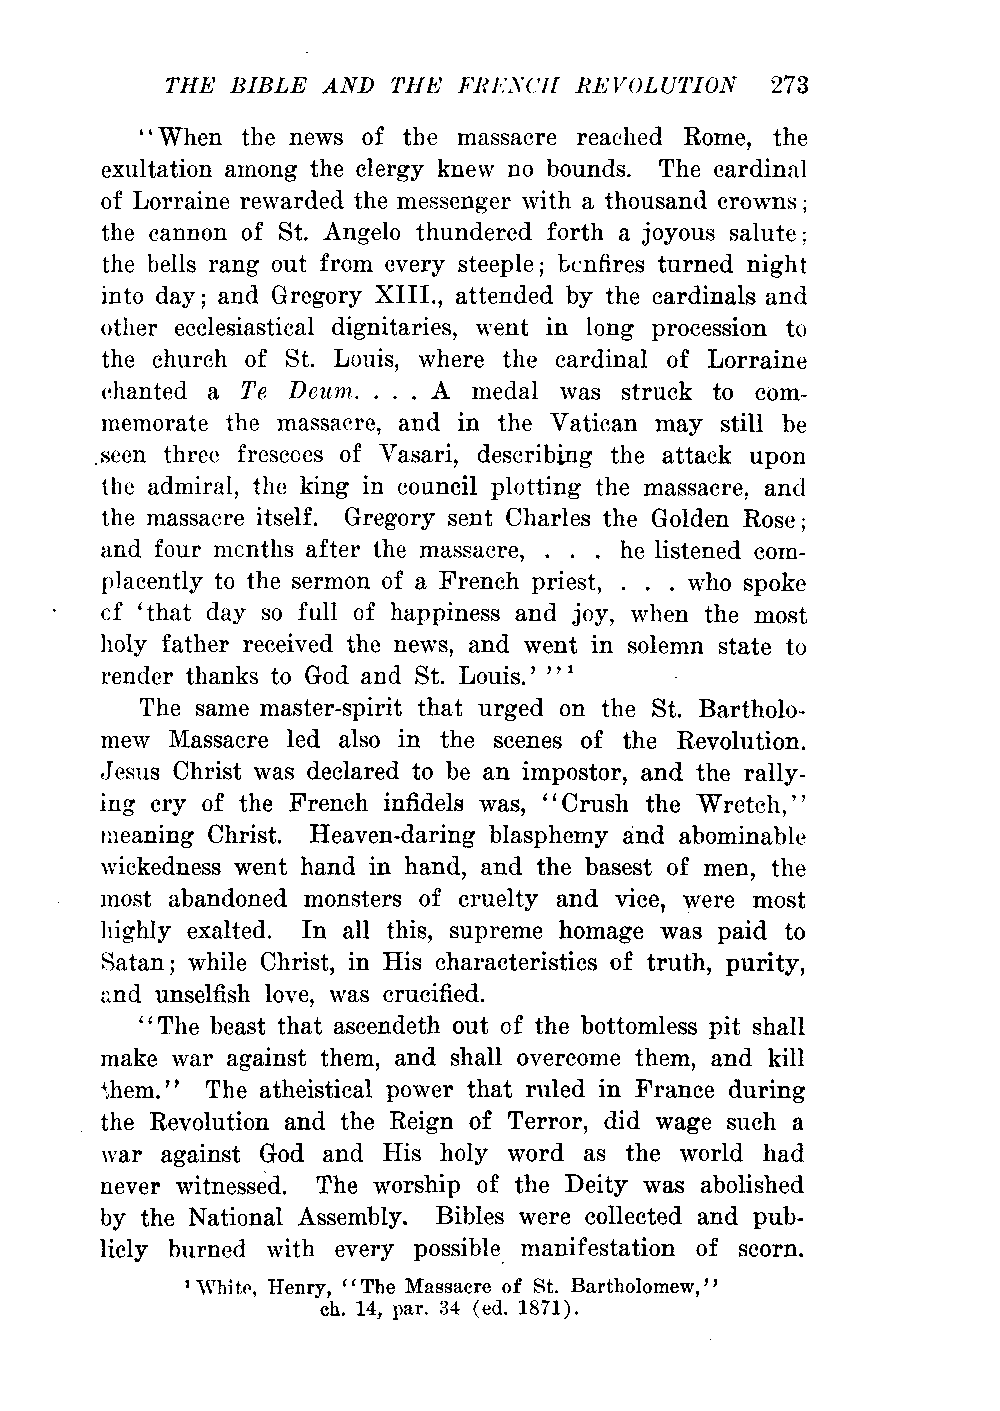 THE BIBLE AND THE FRENCH REVOLUTION 273
"When the news of the massacre reached Rome, the
exultation among the clergy knew no bounds. The cardinal
of Lorraine rewarded the messenger with a thousand crowns;
the cannon of St. Angelo thundered forth a joyous salute;
the bells rang out from every steeple; bonfires turned night
into day; and Gregory XIII., attended by the cardinals and
other ecclesiastical dignitaries, went in long procession to
the church of St. Louis, where the cardinal of Lorraine
chanted a Te Deum. . . . A medal was struck to com-
memorate the massacre, and in the Vatican may still be
seen three frescoes of Vasari, describing the attack upon
the admiral, the king in council plotting the massacre, and
the massacre itself. Gregory sent Charles the Golden Rose;
and four months after the massacre, . . . he listened com-
placently to the sermon of a French priest, . . . who spoke
of 'that day so full of happiness and joy, when the most
holy father received the news, and went in solemn state to
render thanks to God and St. Louis.' "¹
The same master-spirit that urged on the St. Bartholo-
mew Massacre led also in the scenes of the Revolution.
Jesus Christ was declared to be an impostor, and the rally-
ing cry of the French infidels was, "Crush the Wretch,"
meaning Christ. Heaven-daring blasphemy and abominable
wickedness went hand in hand, and the basest of men, the
most abandoned monsters of cruelty and vice, were most
highly exalted. In all this, supreme homage was paid to
Satan; while Christ, in His characteristics of truth, purity,
and unselfish love, was crucified.
"The beast that ascendeth out of the bottomless pit shall
make war against them, and shall overcome them, and kill
them." The atheistical power that ruled in France during
the Revolution and the Reign of Terror, did wage such a
war against God and His holy word as the world had
never witnessed. The worship of the Deity was abolished
by the National Assembly. Bibles were collected and pub-
licly burned with every possible manifestation of scorn.
¹ White, Henry, "The Massacre of St. Bartholomew,"
ch. 14, par. 34 (ed. 1871).